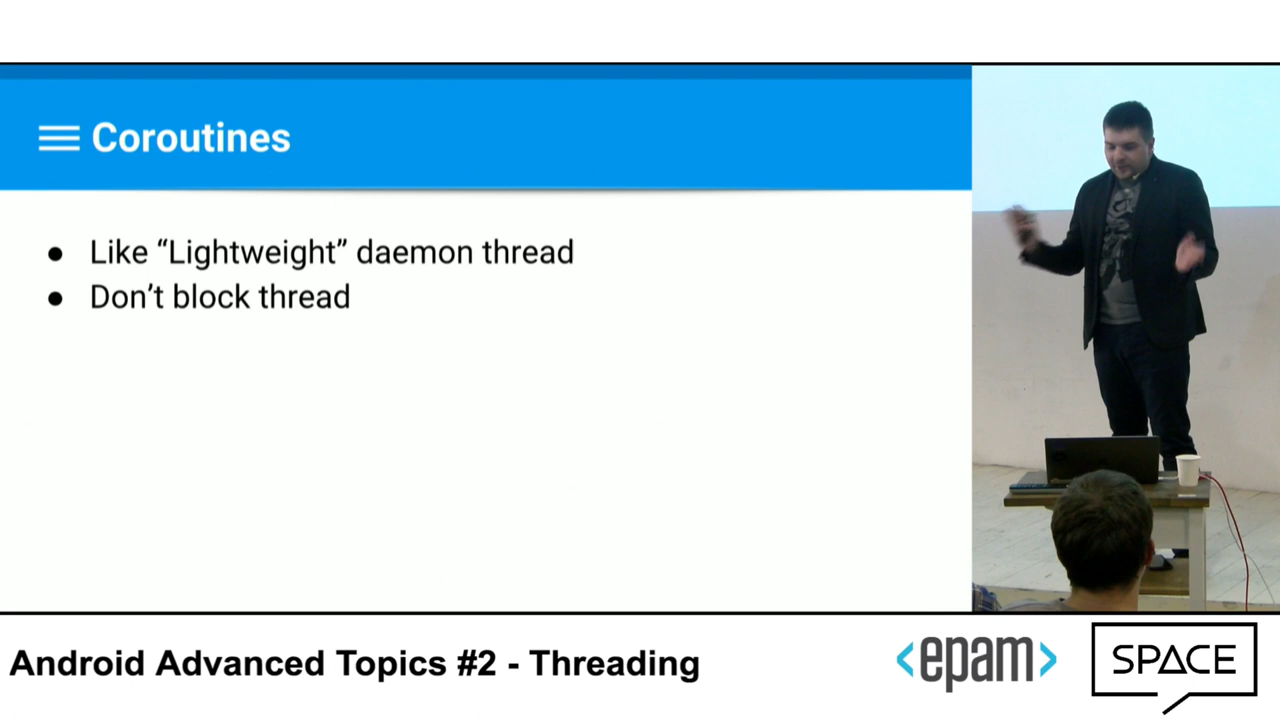 Coroutines
● Like “Lightweight” daemon thread
● Don’t block thread
Android Advanced Topics #2 - Threading
<epam>
SPACE